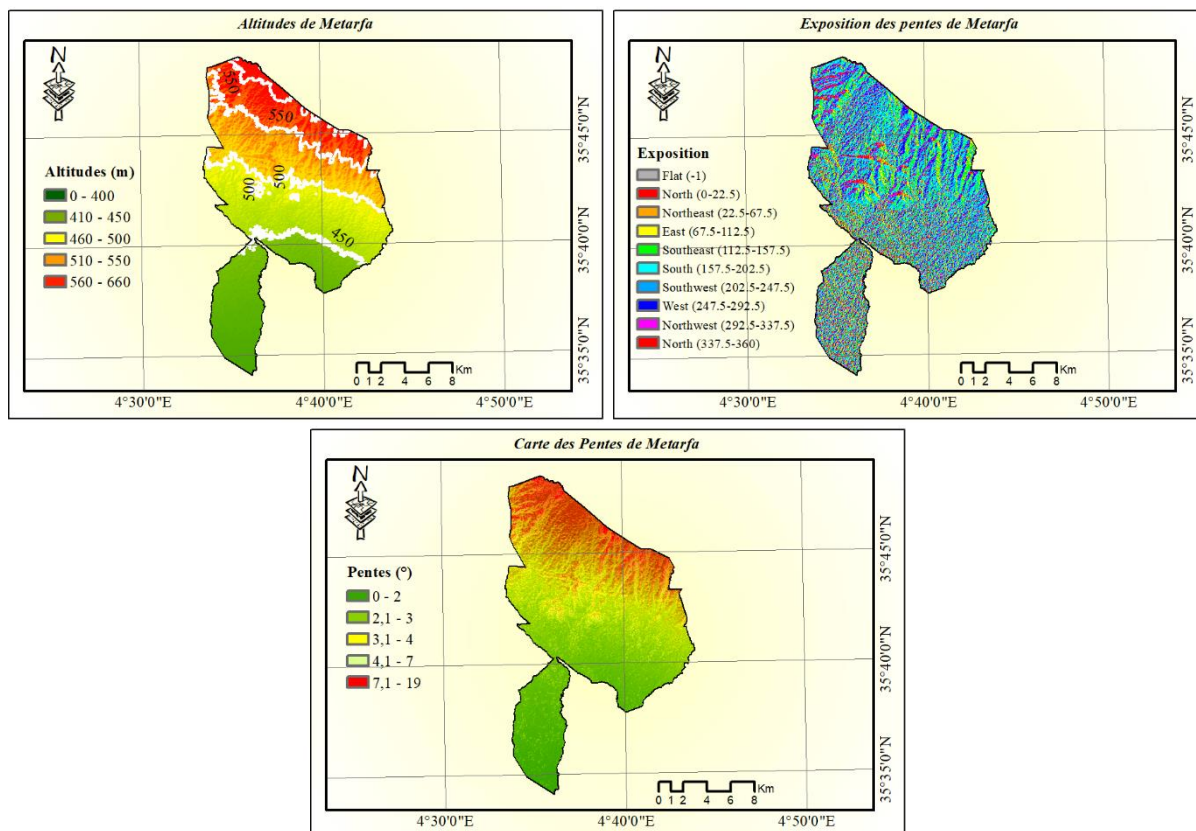 Altitudes de Metarfa
N
550
550
500
500
450
Altitudes (m)
0 - 400
410 - 450
460 - 500
510 - 550
560 - 660
35°45'0"N
35°40'0"N
35°35'0"N
Km
0 1 2 4 6 8
4°30'0"E 4°40'0"E 4°50'0"E
Exposition des pentes de Metarfa
N
Exposition
Flat (-1)
North (0-22.5)
Northeast (22.5-67.5)
East (67.5-112.5)
Southeast (112.5-157.5)
South (157.5-202.5)
Southwest (202.5-247.5)
West (247.5-292.5)
Northwest (292.5-337.5)
North (337.5-360)
35°45'0"N
35°40'0"N
35°35'0"N
Km
0 1 2 4 6 8
4°30'0"E 4°40'0"E 4°50'0"E
Carte des Pentes de Metarfa
N
Pentes (°)
0 - 2
2,1 - 3
3,1 - 4
4,1 - 7
7,1 - 19
35°45'0"N
35°40'0"N
35°35'0"N
Km
0 1 2 4 6 8
4°30'0"E 4°40'0"E 4°50'0"E